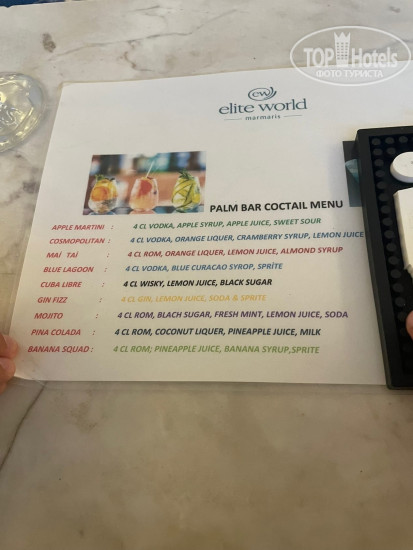 TOP Hotels
ФОТО ТУРИСТА
ew
elite world
marmaris
PALM BAR COCTAIL MENU
APPLE MARTINI : 4 CL VODKA, APPLE SYRUP, APPLE JUICE, SWEET SOUR
COSMOPOLITAN : 4 CL VODKA, ORANGE LIQUER, CRAMBERRY SYRUP, LEMON JUICE
MAİ TAİ : 4 CL ROM, ORANGE LIQUER, LEMON JUICE, ALMOND SYRUP
BLUE LAGOON : 4 CL VODKA, BLUE CURACAO SYROP, SPRİTE
CUBA LIBRE : 4 CL WISKY, LEMON JUICE, BLACK SUGAR
GIN FIZZ : 4 CL GIN, LEMON JUICE, SODA & SPRITE
MOJITO : 4 CL ROM, BLACH SUGAR, FRESH MINT, LEMON JUICE, SODA
PINA COLADA : 4 CL ROM, COCONUT LIQUER, PINEAPPLE JUICE, MILK
BANANA SQUAD : 4 CL ROM; PINEAPPLE JUICE, BANANA SYRUP,SPRITE